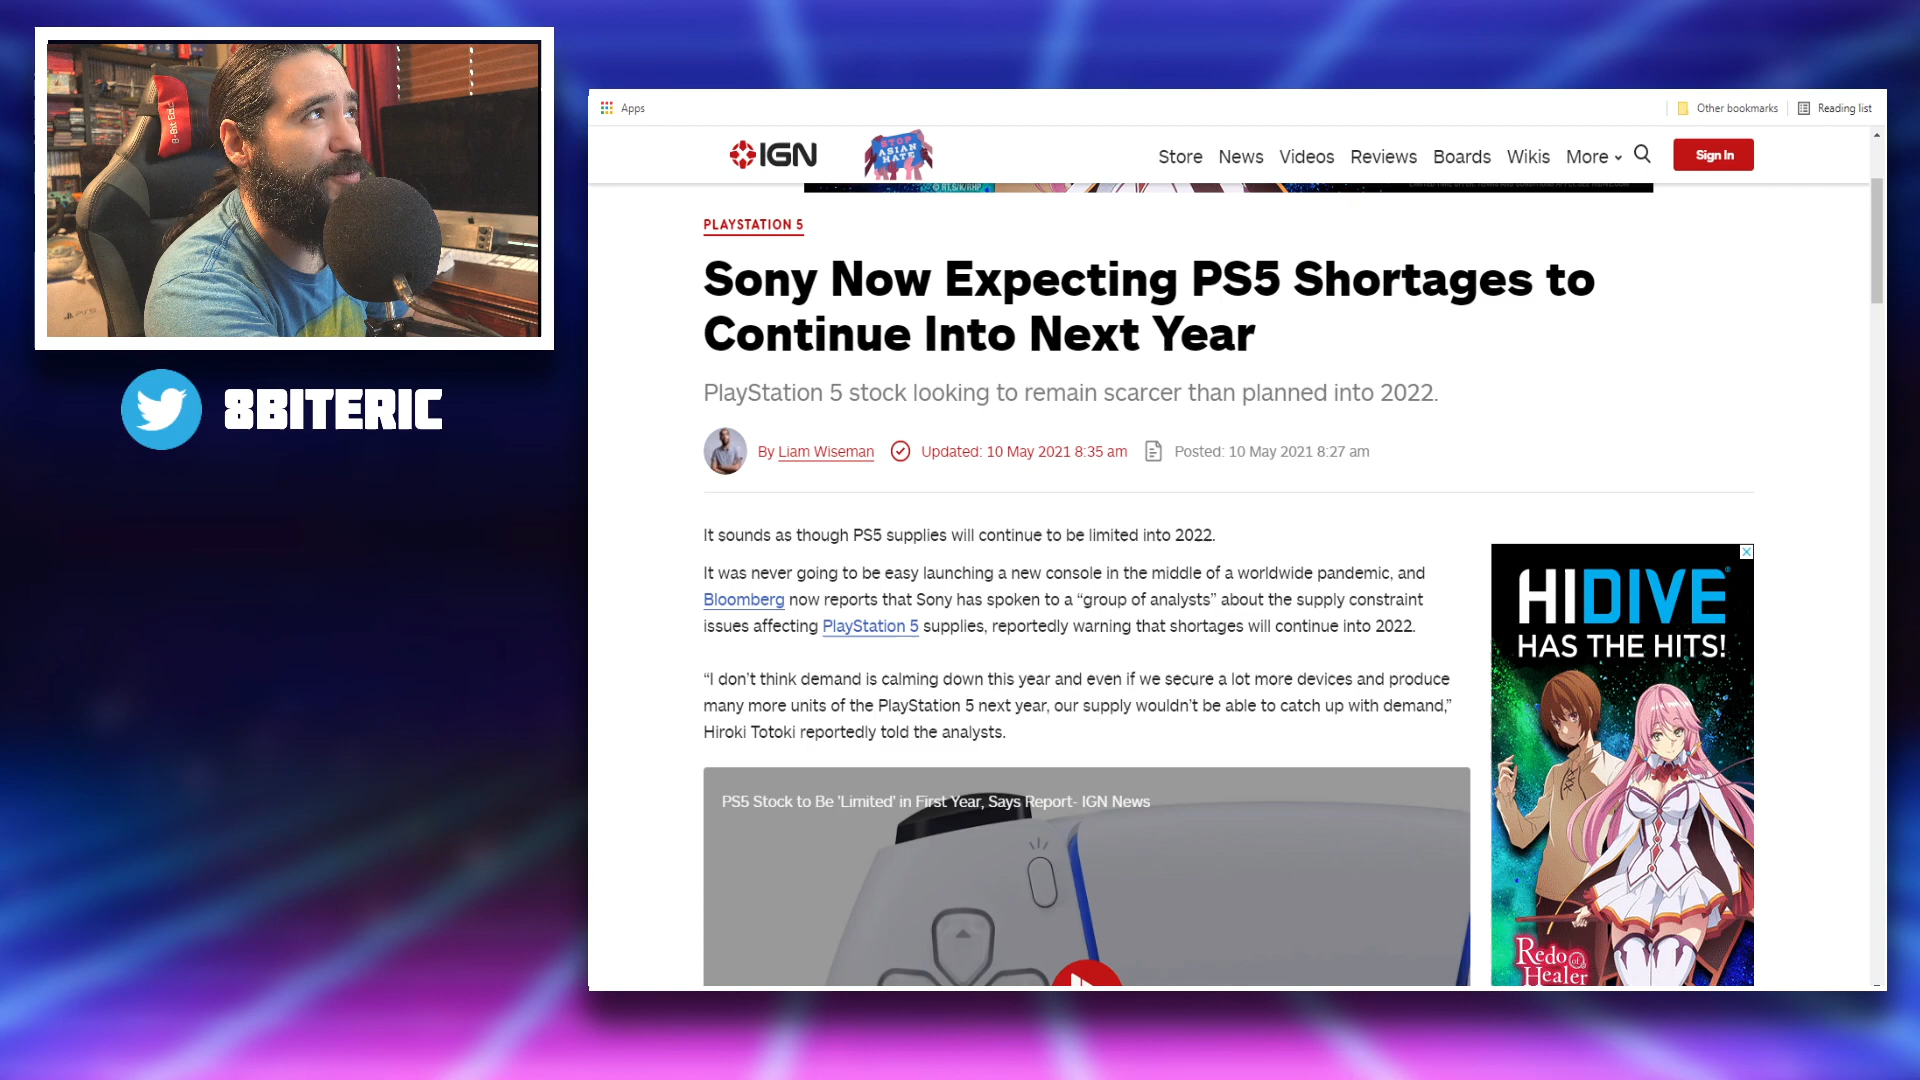 8-Bit Eric
8BITERIC
Apps
Other bookmarks
Reading list
IGN
STOP
ASIAN
HATE
Store
News
Videos
Reviews
Boards
Wikis
More
Sign In
PLAYSTATION 5
Sony Now Expecting PS5 Shortages to
Continue Into Next Year
PlayStation 5 stock looking to remain scarcer than planned into 2022.
By Liam Wiseman
Updated: 10 May 2021 8:35 am
Posted: 10 May 2021 8:27 am
It sounds as though PS5 supplies will continue to be limited into 2022.
It was never going to be easy launching a new console in the middle of a worldwide pandemic, and
Bloomberg now reports that Sony has spoken to a “group of analysts” about the supply constraint
issues affecting PlayStation 5 supplies, reportedly warning that shortages will continue into 2022.
“I don’t think demand is calming down this year and even if we secure a lot more devices and produce
many more units of the PlayStation 5 next year, our supply wouldn’t be able to catch up with demand,”
Hiroki Totoki reportedly told the analysts.
PS5 Stock to Be 'Limited' in First Year, Says Report- IGN News
HIDIVE
HAS THE HITS!
Redo of
Healer